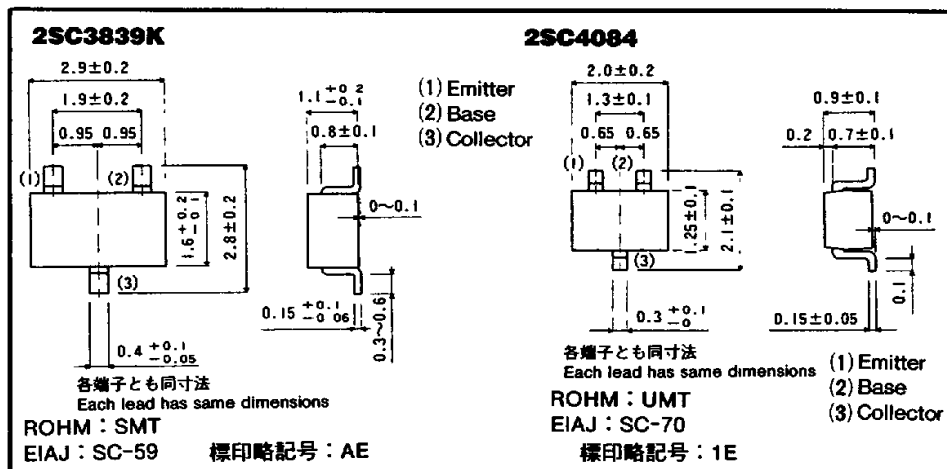 2SC3839K
2.9±0.2
1.9±0.2
0.95 0.95
(1)
(2)
(3)
1.6 +0.2 -0.1
2.8±0.2
0.4 +0.1 -0.05
各端子とも同寸法
Each lead has same dimensions
ROHM：SMT
EIAJ：SC-59
標印略記号：AE
1.1 +0.2 -0.1
0.8±0.1
0～0.1
0.15 +0.1 -0.06
0.3～0.6
(1) Emitter
(2) Base
(3) Collector
2SC4084
2.0±0.2
1.3±0.1
0.65 0.65
(1)
(2)
(3)
1.25±0.1
2.1±0.1
0.3 +0.1 -0
各端子とも同寸法
Each lead has same dimensions
ROHM：UMT
EIAJ：SC-70
標印略記号：1E
0.9±0.1
0.2
0.7±0.1
0～0.1
0.1
0.15±0.05
(1) Emitter
(2) Base
(3) Collector